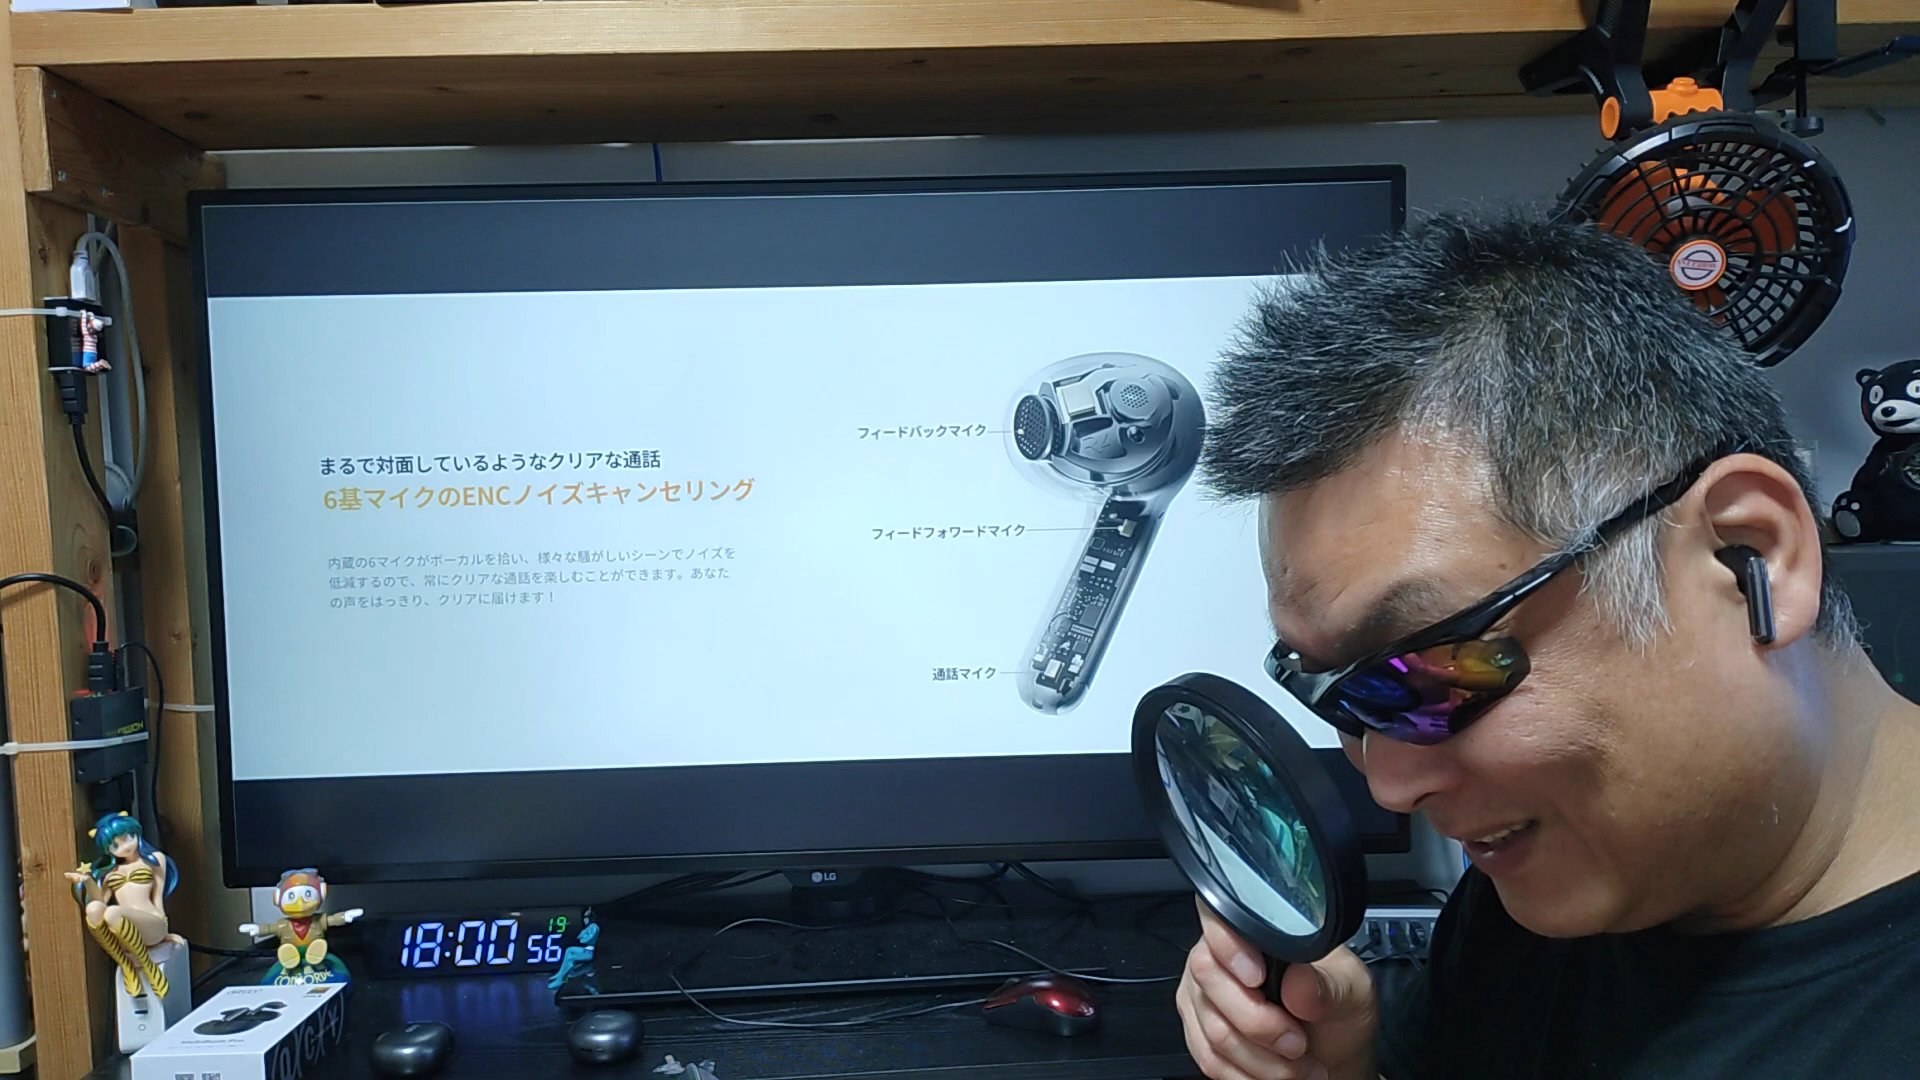 まるで対面しているようなクリアな通話
6基マイクのENCノイズキャンセリング
内蔵の6マイクがボーカルを拾い、様々な騒がしいシーンでノイズを
低減するので、常にクリアな通話を楽しむことができます。あなた
の声をはっきり、クリアに届けます！
フィードバックマイク
フィードフォワードマイク
通話マイク
LG
18:00 56
19